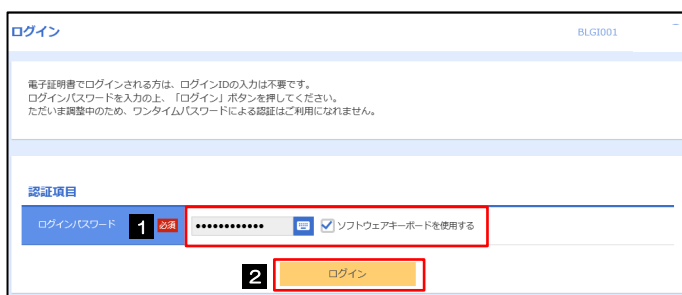 ログイン
BLGI001
電子証明書でログインされる方は、ログインIDの入力は不要です。
ログインパスワードを入力の上、「ログイン」ボタンを押してください。
ただいま調整中のため、ワンタイムパスワードによる認証はご利用になれません。
認証項目
ログインパスワード 1 必須 •••••••••••• ソフトウェアキーボードを使用する
2 ログイン